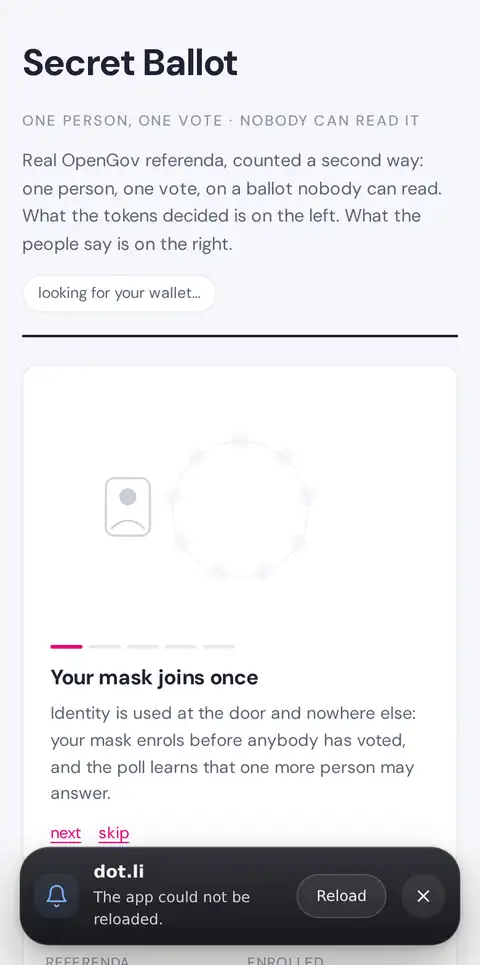 Secret Ballot
ONE PERSON, ONE VOTE · NOBODY CAN READ IT
Real OpenGov referenda, counted a second way:
one person, one vote, on a ballot nobody can read.
What the tokens decided is on the left. What the
people say is on the right.
looking for your wallet…
Your mask joins once
Identity is used at the door and nowhere else:
your mask enrols before anybody has voted,
and the poll learns that one more person may
answer.
next skip
dot.li
The app could not be
reloaded.
Reload
REFERENDA ENROLLED